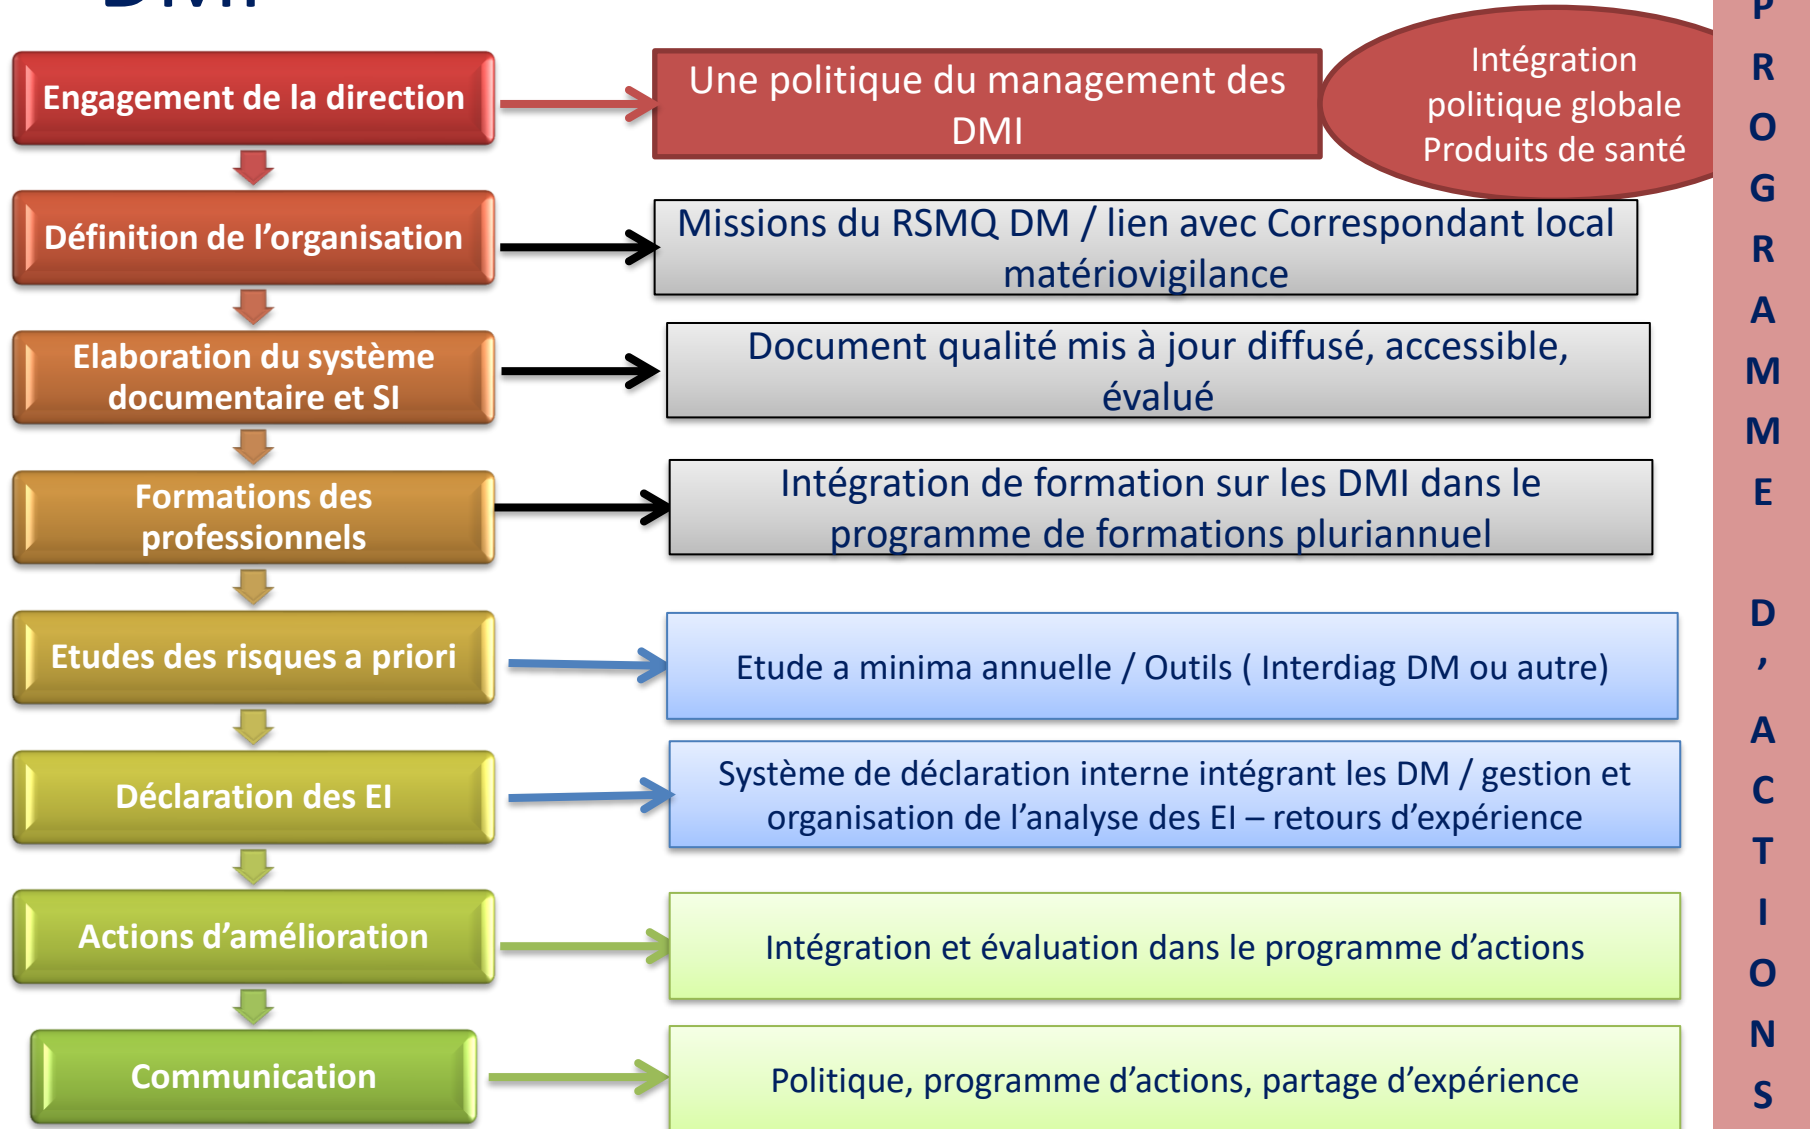 DMI
Engagement de la direction
Une politique du management des
DMI
Intégration
politique globale
Produits de santé
Définition de l’organisation
Missions du RSMQ DM / lien avec Correspondant local
matériovigilance
Elaboration du système
documentaire et SI
Document qualité mis à jour diffusé, accessible,
évalué
Formations des
professionnels
Intégration de formation sur les DMI dans le
programme de formations pluriannuel
Etudes des risques a priori
Etude a minima annuelle / Outils ( Interdiag DM ou autre)
Déclaration des EI
Système de déclaration interne intégrant les DM / gestion et
organisation de l’analyse des EI – retours d’expérience
Actions d’amélioration
Intégration et évaluation dans le programme d’actions
Communication
Politique, programme d’actions, partage d’expérience
P
R
O
G
R
A
M
M
E
D
’
A
C
T
I
O
N
S